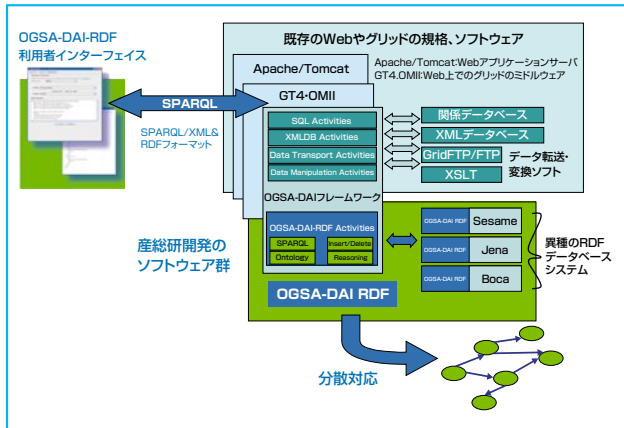 OGSA-DAI-RDF
利用者インターフェイス
既存のWebやグリッドの規格、ソフトウェア
Apache/Tomcat
Apache/Tomcat:Webアプリケーションサーバ
GT4.OMII:Web上でのグリッドのミドルウェア
GT4・OMII
SPARQL
SPARQL/XML&
RDFフォーマット
SQL Activities
XMLDB Activities
Data Transport Activities
Data Manipulation Activities
関係データベース
XMLデータベース
GridFTP/FTP
XSLT
データ転送・
変換ソフト
OGSA-DAIフレームワーク
産総研開発の
ソフトウェア群
OGSA-DAI-RDF Activities
SPARQL
Insert/Delete
Ontology
Reasoning
OGSA-DAI RDF
OGSA-DAI RDF
Sesame
OGSA-DAI RDF
Jena
OGSA-DAI RDF
Boca
異種のRDF
データベース
システム
分散対応